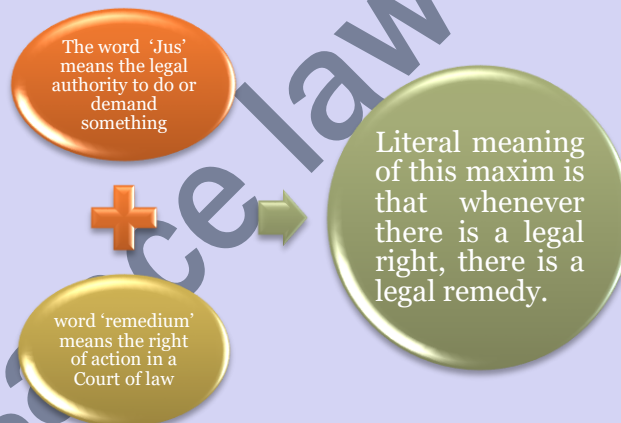 The word ‘Jus’
means the legal
authority to do or
demand
something
word ‘remedium’
means the right
of action in a
Court of law
Literal meaning
of this maxim is
that whenever
there is a legal
right, there is a
legal remedy.
law